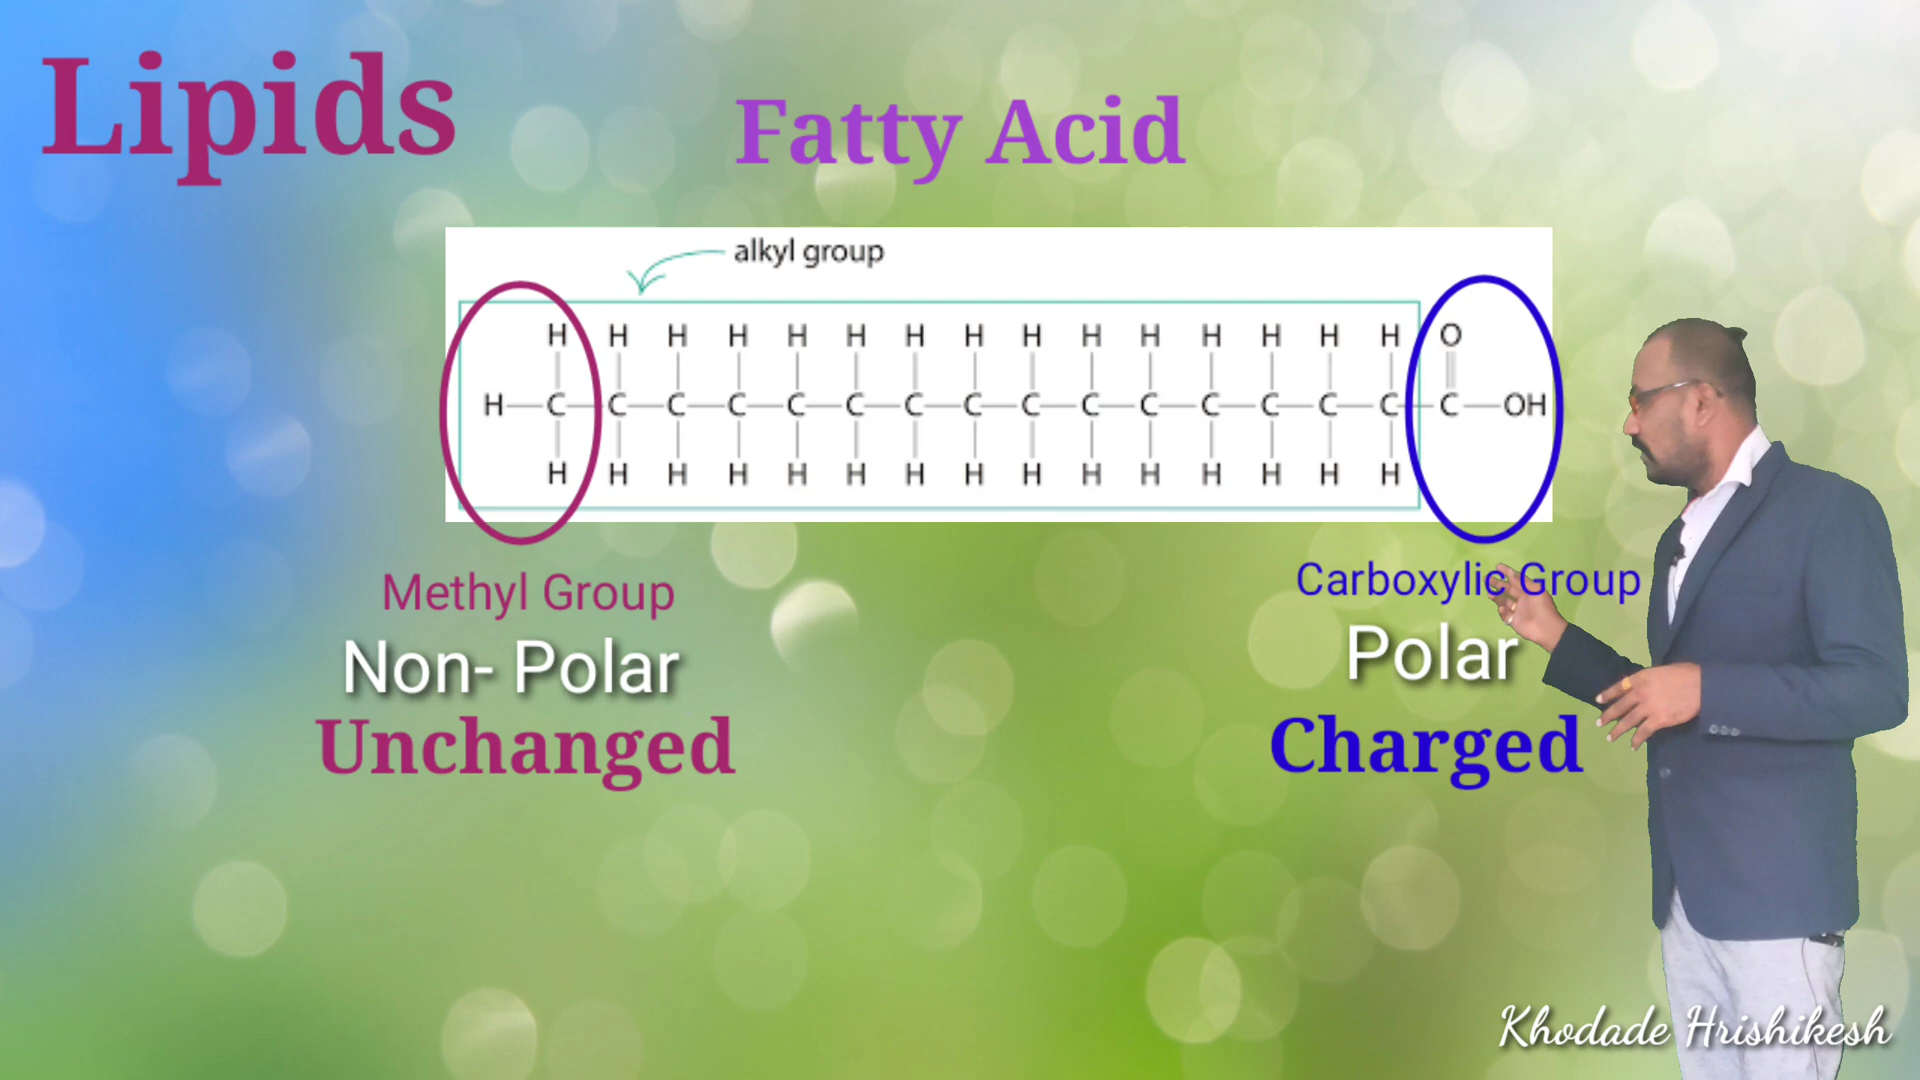 Lipids
Fatty Acid
alkyl group
H H H H H H H H H H H H H H H O
H C C C C C C C C C C C C C C C C OH
H H H H H H H H H H H H H H H
Methyl Group
Carboxylic Group
Non- Polar
Polar
Unchanged
Charged
Khodade Hrishikesh